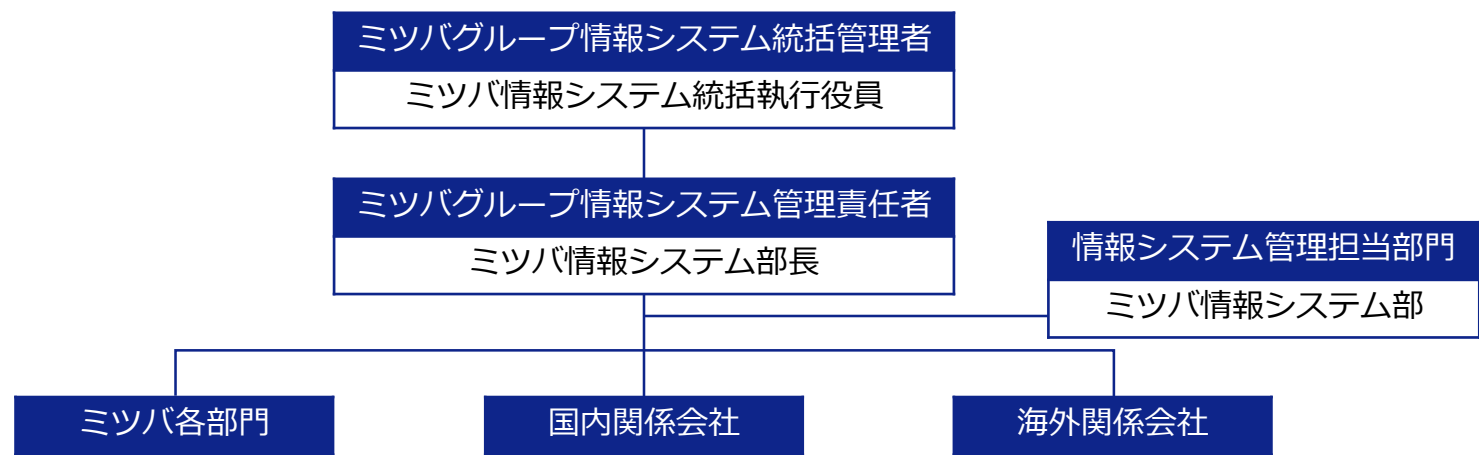 ミツバグループ情報システム統括管理者
ミツバ情報システム統括執行役員
ミツバグループ情報システム管理責任者
ミツバ情報システム部長
情報システム管理担当部門
ミツバ情報システム部
ミツバ各部門
国内関係会社
海外関係会社